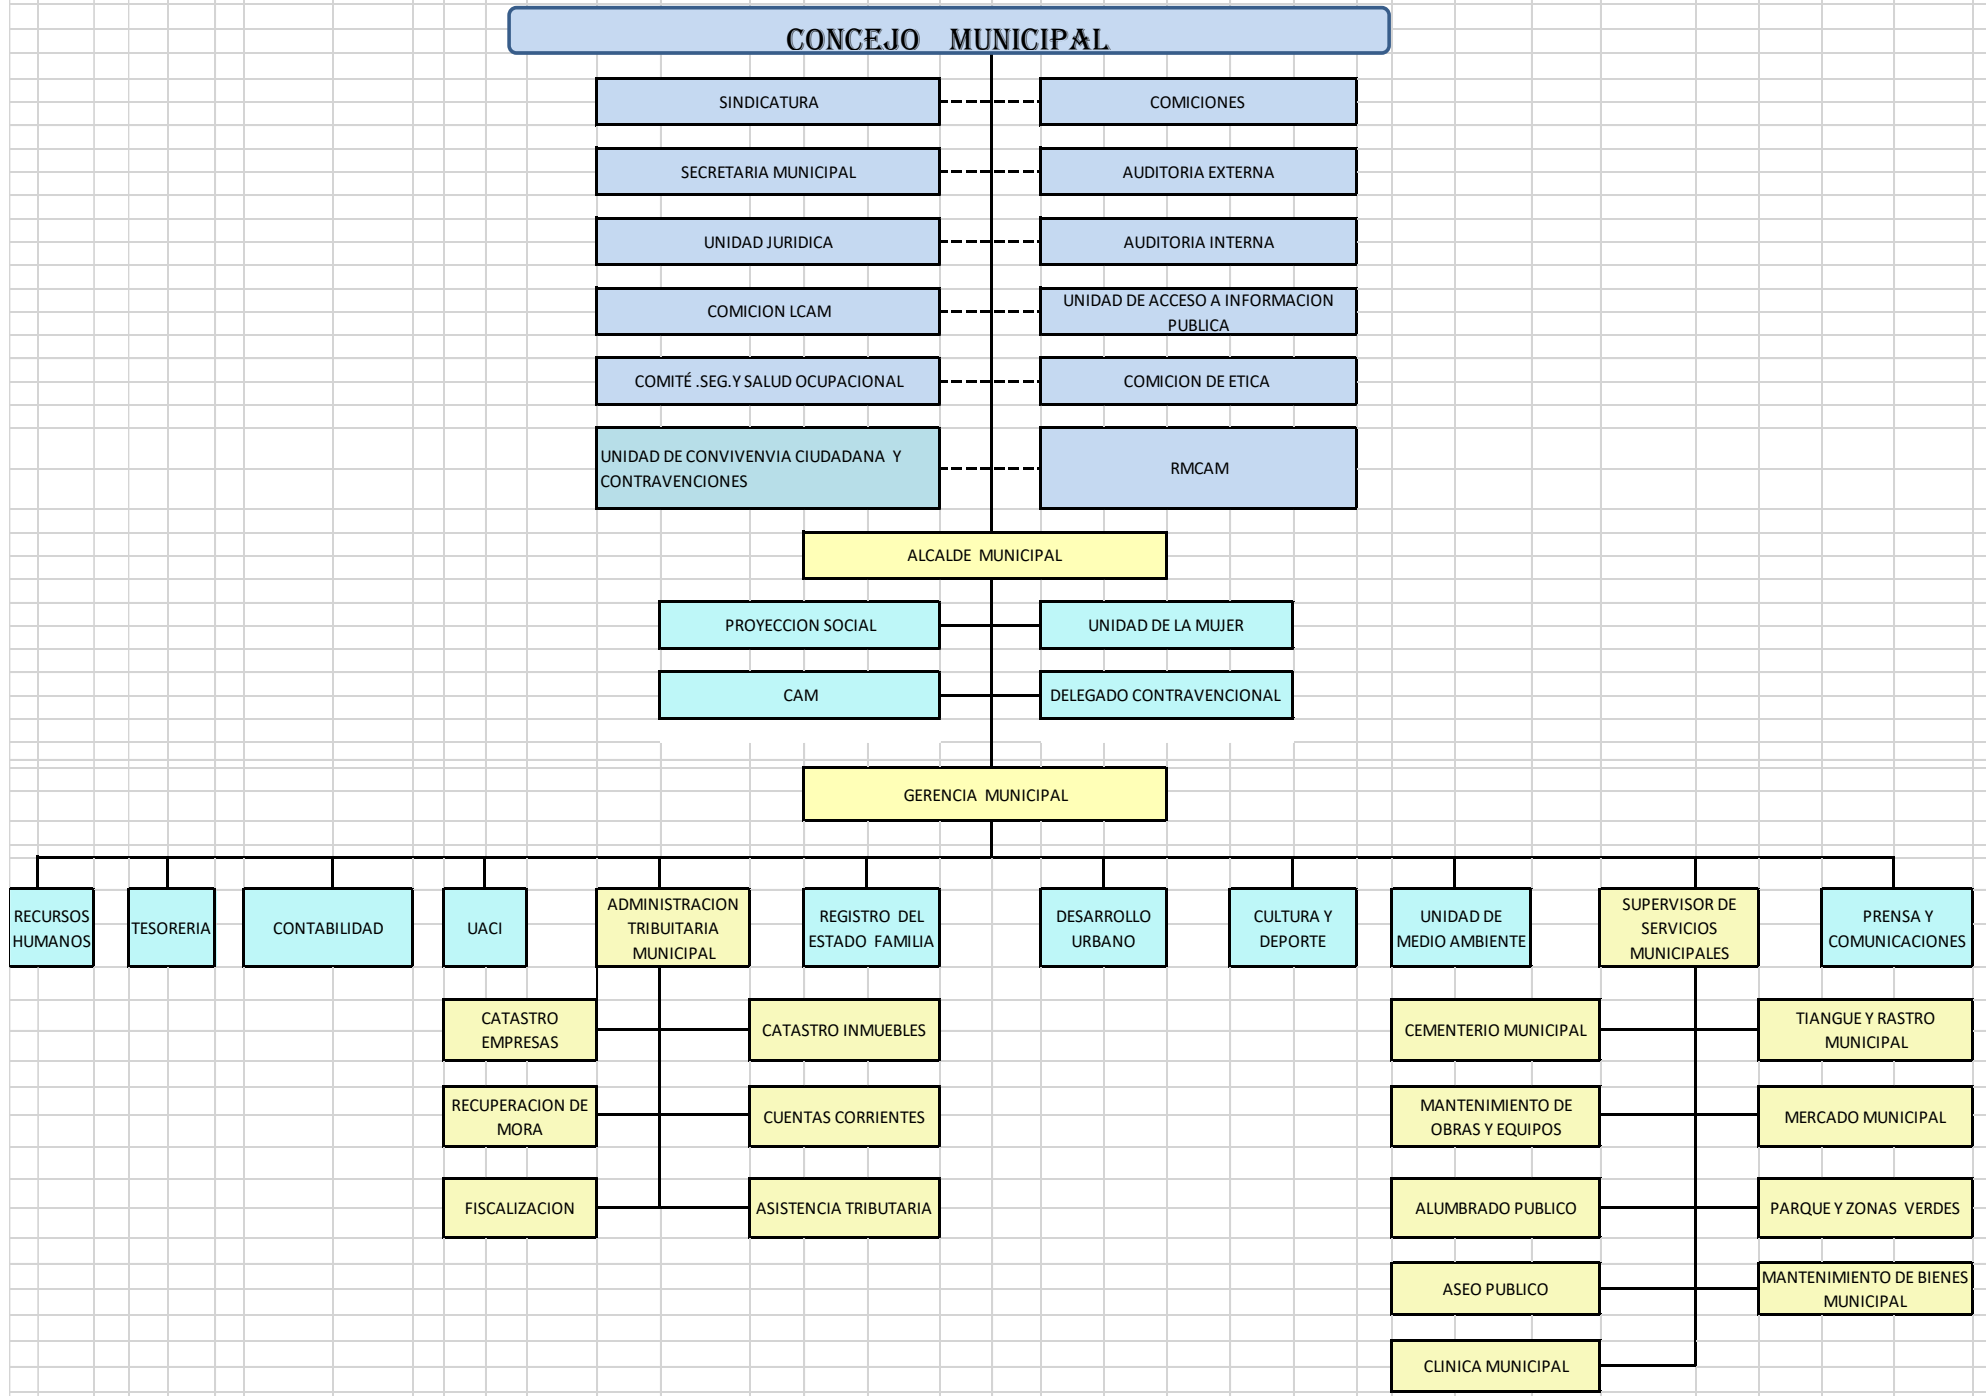 CONCEJO MUNICIPAL
SINDICATURA
COMICIONES
SECRETARIA MUNICIPAL
AUDITORIA EXTERNA
UNIDAD JURIDICA
AUDITORIA INTERNA
COMICION LCAM
UNIDAD DE ACCESO A INFORMACION
PUBLICA
COMITÉ .SEG.Y SALUD OCUPACIONAL
COMICION DE ETICA
UNIDAD DE CONVIVENVIA CIUDADANA Y
CONTRAVENCIONES
RMCAM
ALCALDE MUNICIPAL
PROYECCION SOCIAL
UNIDAD DE LA MUJER
CAM
DELEGADO CONTRAVENCIONAL
GERENCIA MUNICIPAL
RECURSOS
HUMANOS
TESORERIA
CONTABILIDAD
UACI
ADMINISTRACION
TRIBUITARIA
MUNICIPAL
REGISTRO DEL
ESTADO FAMILIA
DESARROLLO
URBANO
CULTURA Y
DEPORTE
UNIDAD DE
MEDIO AMBIENTE
SUPERVISOR DE
SERVICIOS
MUNICIPALES
PRENSA Y
COMUNICACIONES
CATASTRO
EMPRESAS
CATASTRO INMUEBLES
CEMENTERIO MUNICIPAL
TIANGUE Y RASTRO
MUNICIPAL
RECUPERACION DE
MORA
CUENTAS CORRIENTES
MANTENIMIENTO DE
OBRAS Y EQUIPOS
MERCADO MUNICIPAL
FISCALIZACION
ASISTENCIA TRIBUTARIA
ALUMBRADO PUBLICO
PARQUE Y ZONAS VERDES
ASEO PUBLICO
MANTENIMIENTO DE BIENES
MUNICIPAL
CLINICA MUNICIPAL